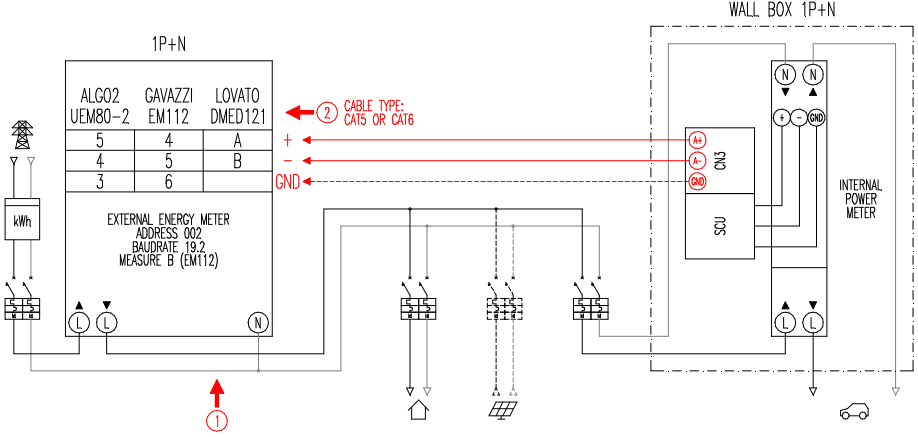 WALL BOX 1P+N
1P+N
ALGO2 GAVAZZI LOVATO
UEM80-2 EM112 DMED121
5 4 A +
4 5 B -
3 6 GND
2 CABLE TYPE:
CAT5 OR CAT6
N N
+ - GND
A+
A-
GND
CN3
SCU
INTERNAL
POWER
METER
kWh
EXTERNAL ENERGY METER
ADDRESS 002
BAUDRATE 19.2
MEASURE B (EM112)
L L N
L L
1